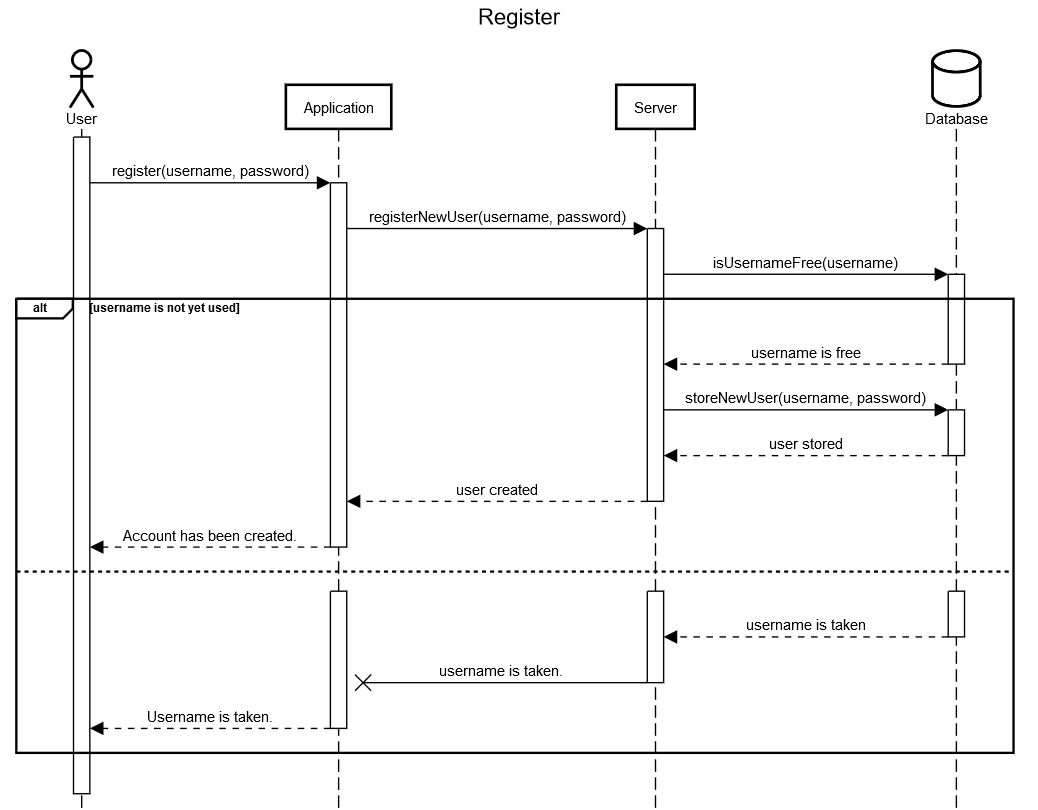 Register
User
Application
Server
Database
register(username, password)
registerNewUser(username, password)
isUsernameFree(username)
alt
[username is not yet used]
username is free
storeNewUser(username, password)
user stored
user created
Account has been created.
username is taken
username is taken.
Username is taken.